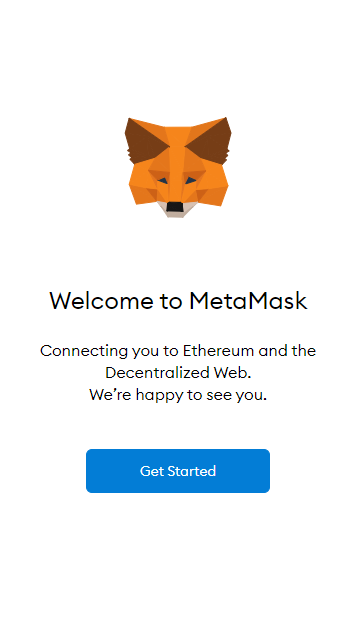 Welcome to MetaMask
Connecting you to Ethereum and the
Decentralized Web.
We’re happy to see you.
Get Started